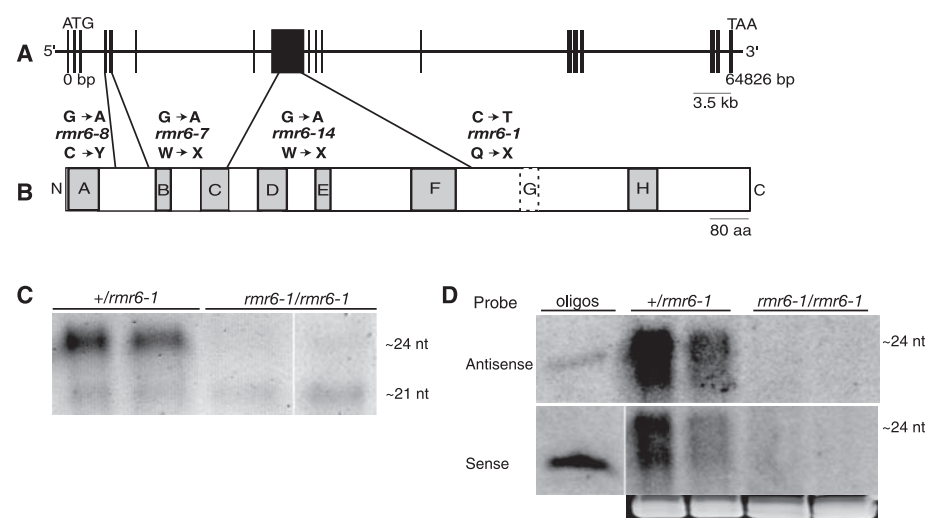 ATG
TAA
A
5'
3'
0 bp
64826 bp
3.5 kb
G → A
rmr6-8
C → Y
G → A
rmr6-7
W → X
G → A
rmr6-14
W → X
C → T
rmr6-1
Q → X
B
N
A
B
C
D
E
F
G
H
C
80 aa
C
+/rmr6-1
rmr6-1/rmr6-1
~24 nt
~21 nt
D
Probe
oligos
+/rmr6-1
rmr6-1/rmr6-1
Antisense
~24 nt
Sense
~24 nt